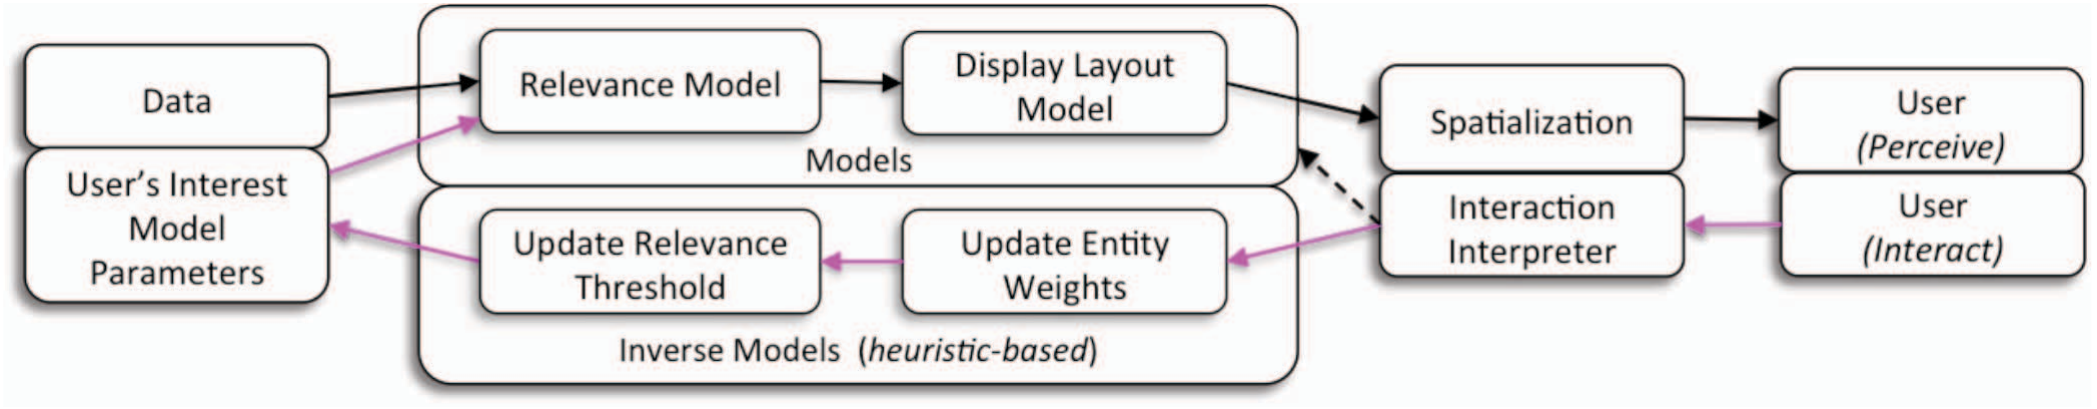 Data
User's Interest
Model
Parameters
Relevance Model
Display Layout
Model
Models
Update Relevance
Threshold
Update Entity
Weights
Inverse Models (heuristic-based)
Spatialization
Interaction
Interpreter
User
(Perceive)
User
(Interact)